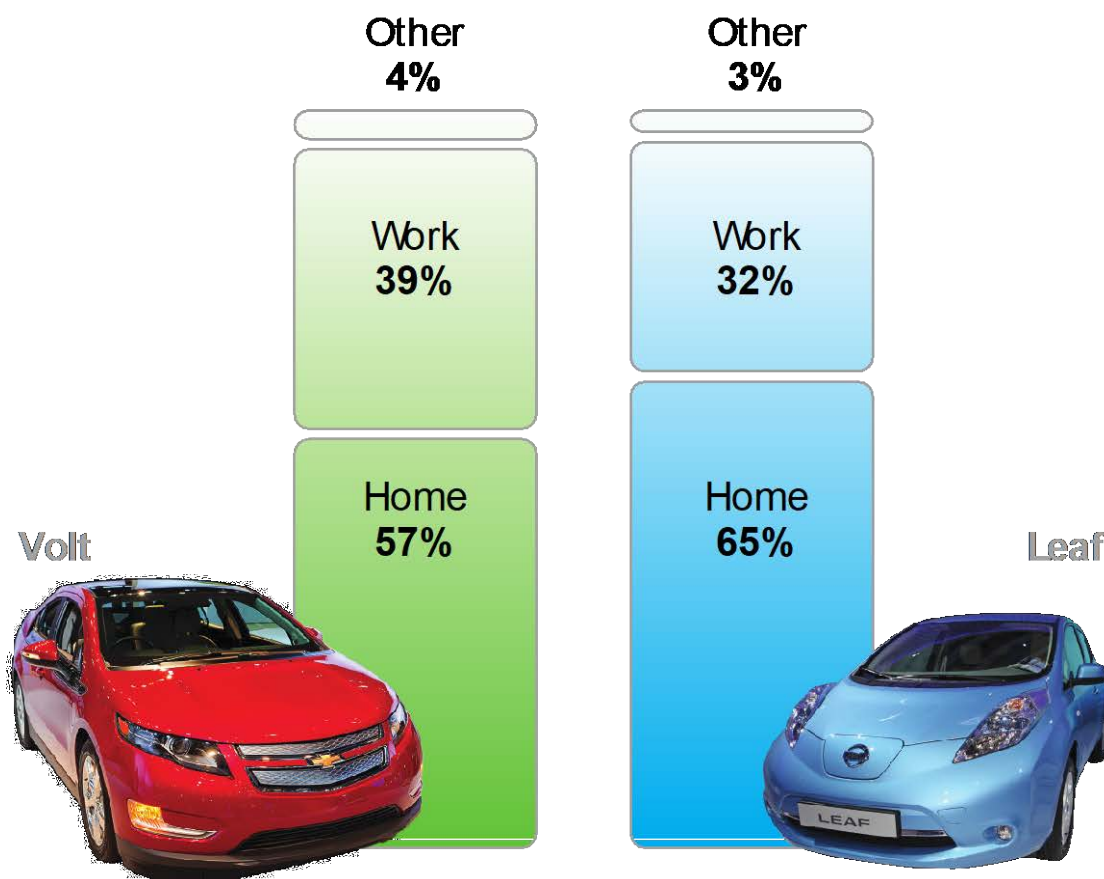 Other
4%
Other
3%
Work
39%
Work
32%
Home
57%
Home
65%
Volt
Leaf
LEAF